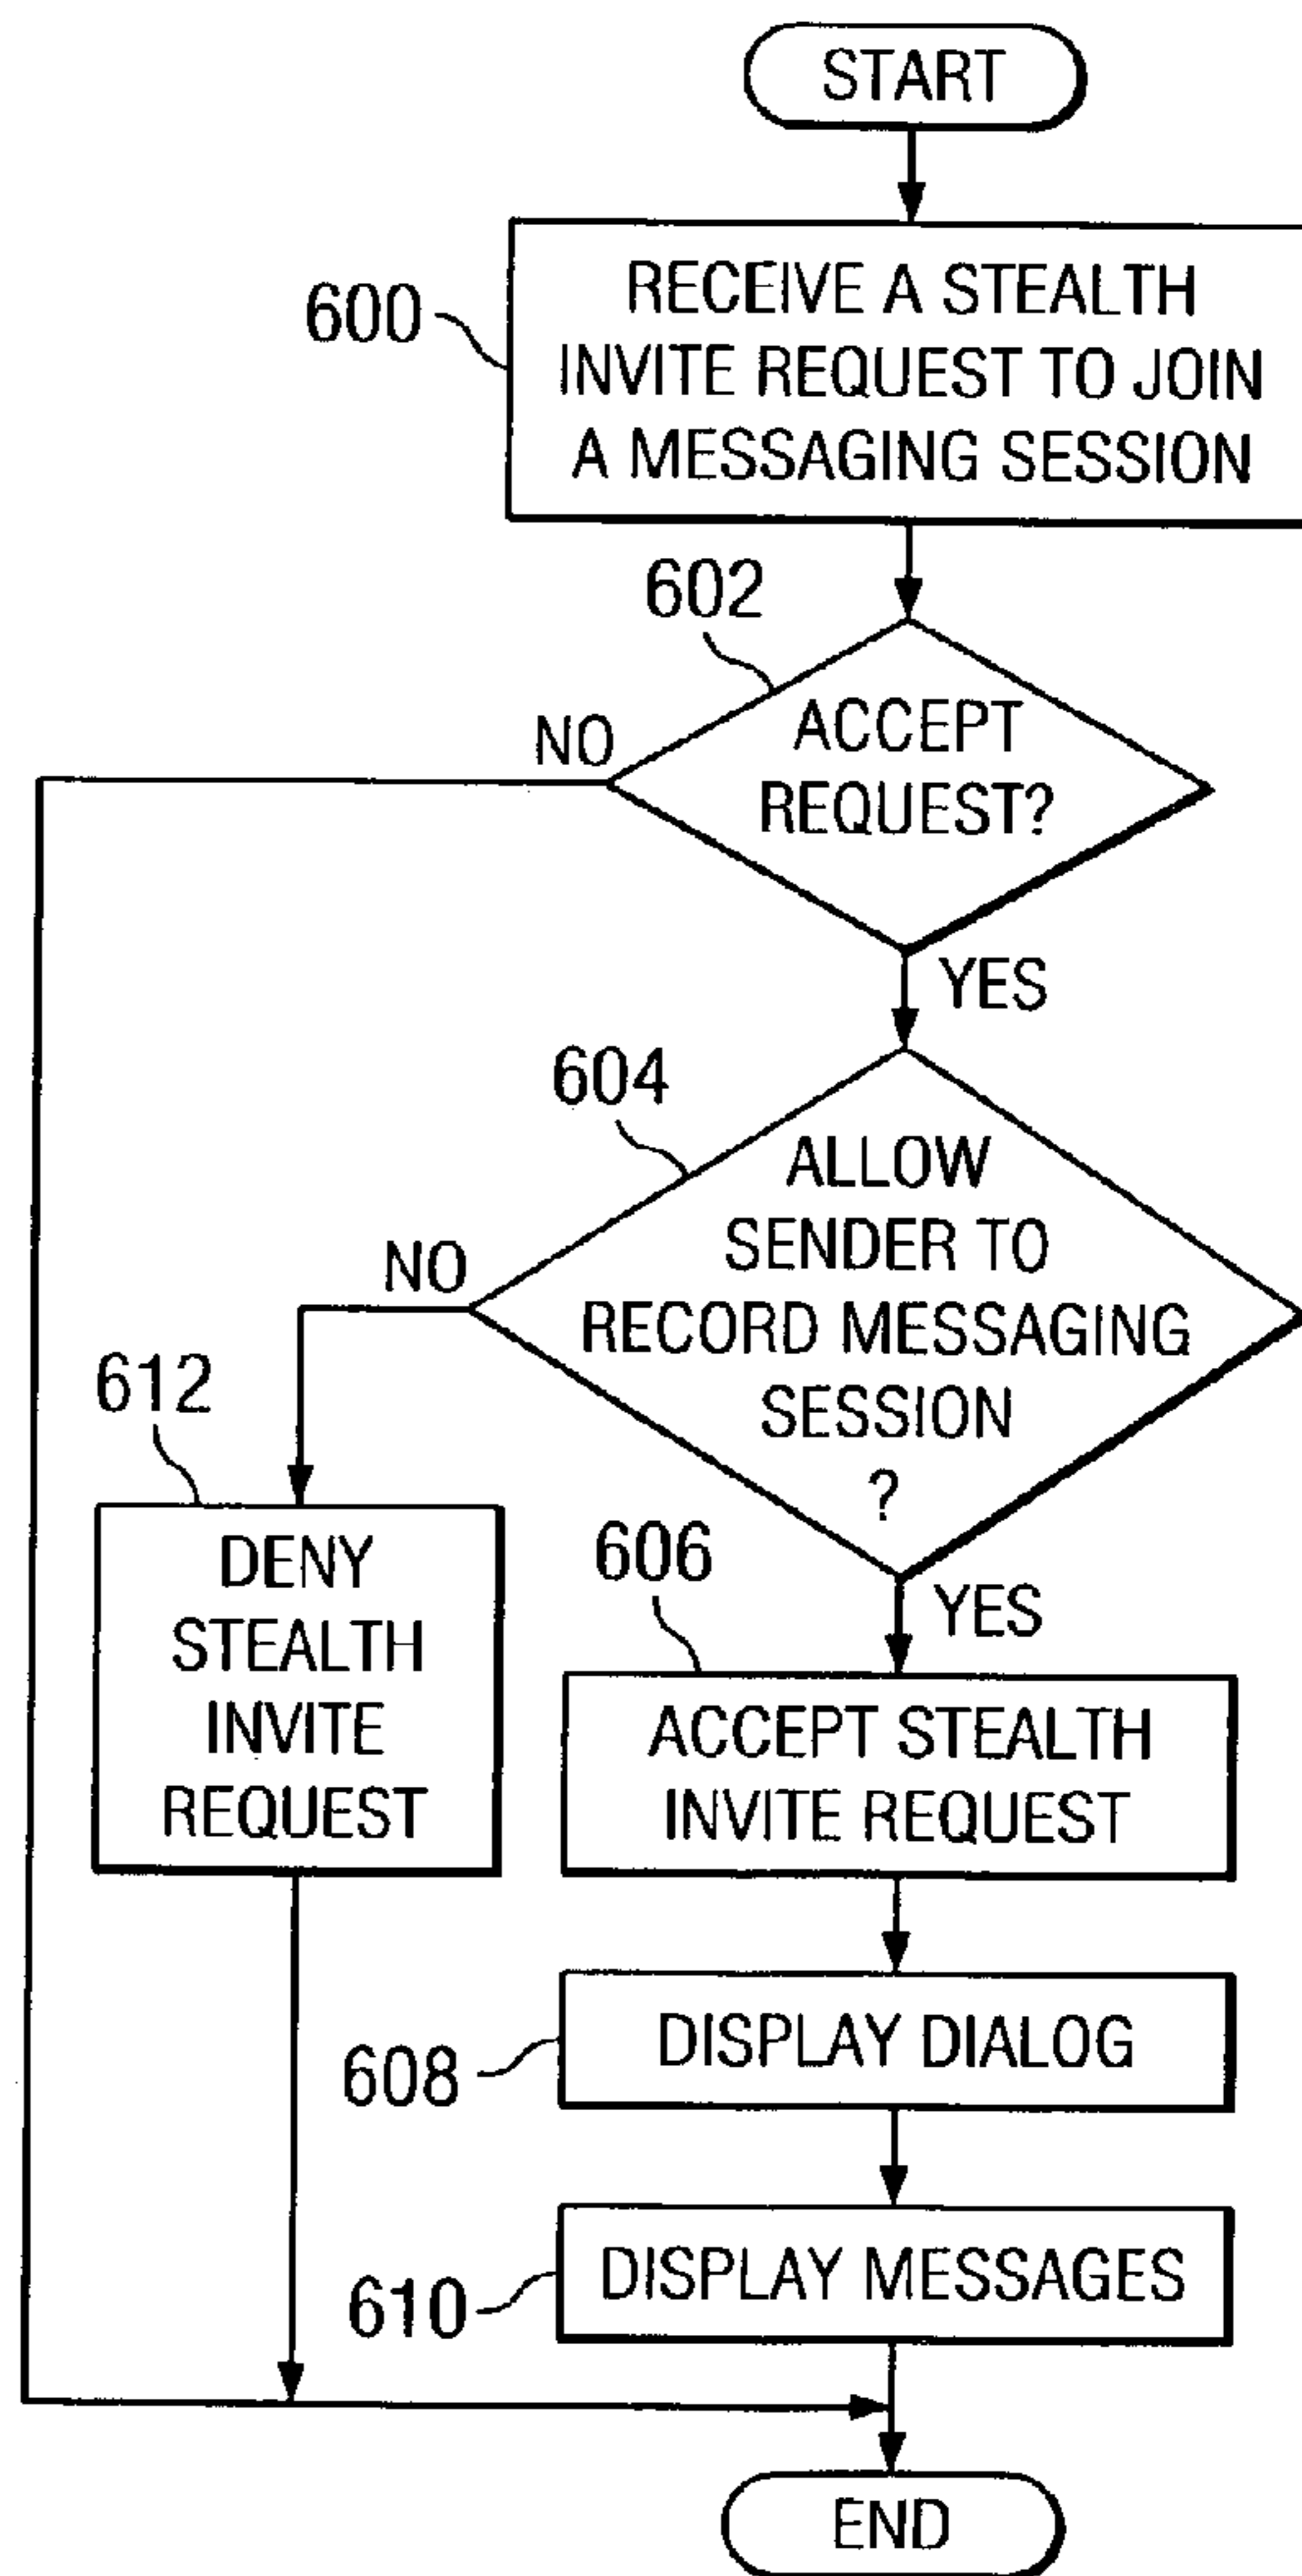 START
600
RECEIVE A STEALTH
INVITE REQUEST TO JOIN
A MESSAGING SESSION
602
NO
ACCEPT
REQUEST?
YES
604
NO
ALLOW
SENDER TO
RECORD MESSAGING
SESSION
?
YES
612
DENY
STEALTH
INVITE
REQUEST
606
ACCEPT STEALTH
INVITE REQUEST
608
DISPLAY DIALOG
610
DISPLAY MESSAGES
END